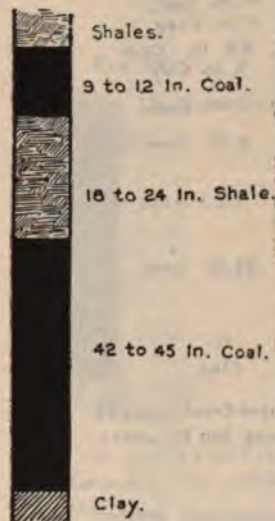 Shales.
9 to 12 In. Coal.
18 to 24 In. Shale.
42 to 45 In. Coal.
Clay.